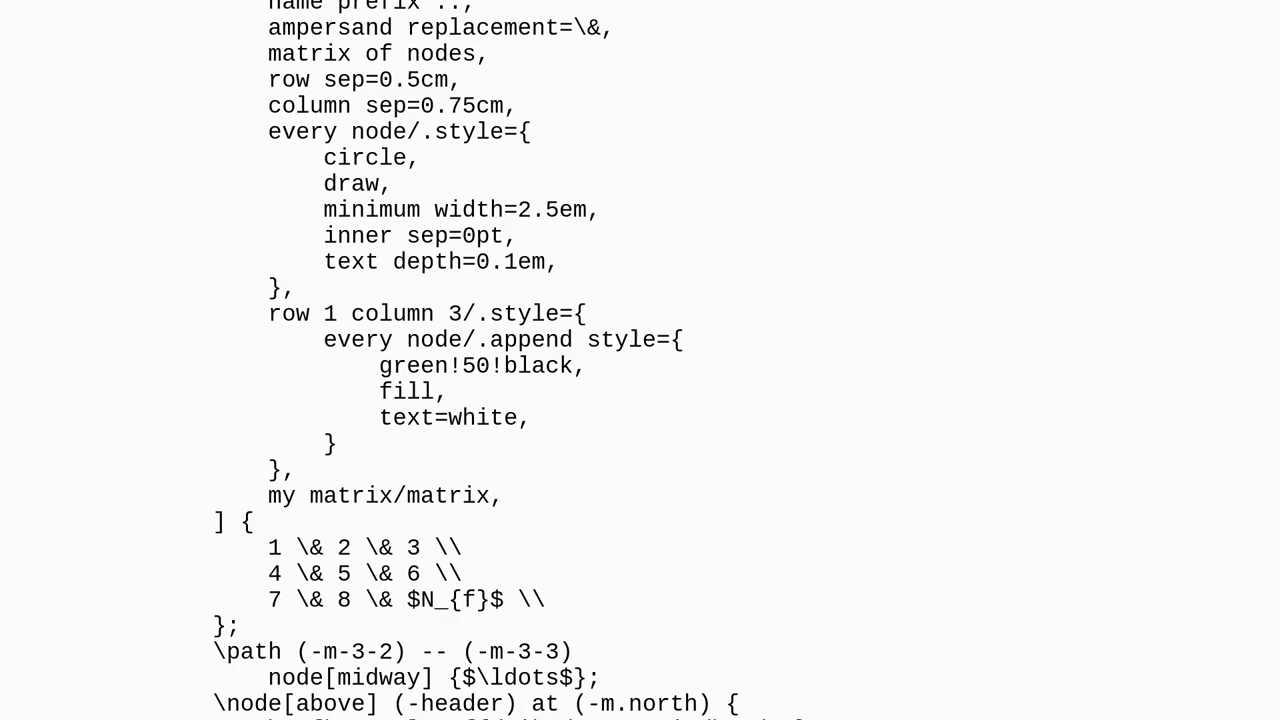 name prefix ..,
ampersand replacement=\&,
matrix of nodes,
row sep=0.5cm,
column sep=0.75cm,
every node/.style={
circle,
draw,
minimum width=2.5em,
inner sep=0pt,
text depth=0.1em,
},
row 1 column 3/.style={
every node/.append style={
green!50!black,
fill,
text=white,
}
},
my matrix/matrix,
] {
1 \& 2 \& 3 \\
4 \& 5 \& 6 \\
7 \& 8 \& $N_{f}$ \\
};
\path (-m-3-2) -- (-m-3-3)
node[midway] {$\ldots$};
\node[above] (-header) at (-m.north) {